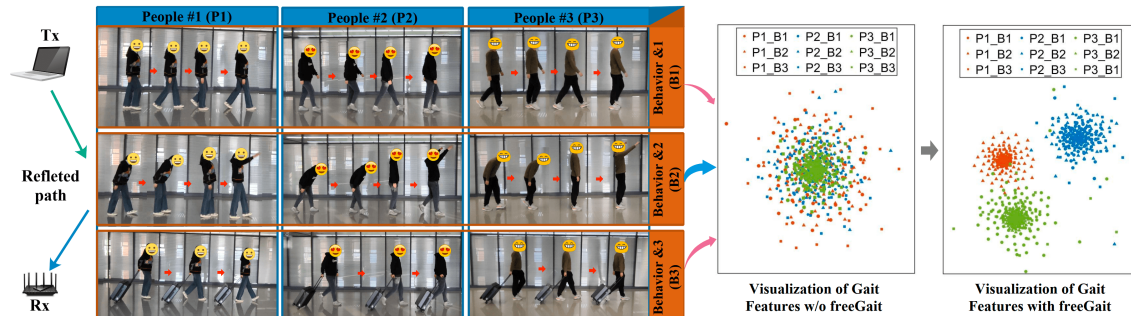 People #1 (P1)
People #2 (P2)
People #3 (P3)
Tx
Refleted
path
Rx
Behavior &1
(B1)
Behavior &2
(B2)
Behavior &3
(B3)
P1_B1 P2_B1 P3_B1
P1_B2 P2_B2 P3_B2
P1_B3 P2_B3 P3_B3
Visualization of Gait
Features w/o freeGait
P1_B1 P2_B1 P3_B1
P1_B2 P2_B2 P3_B2
P1_B3 P2_B3 P3_B1
Visualization of Gait
Features with freeGait